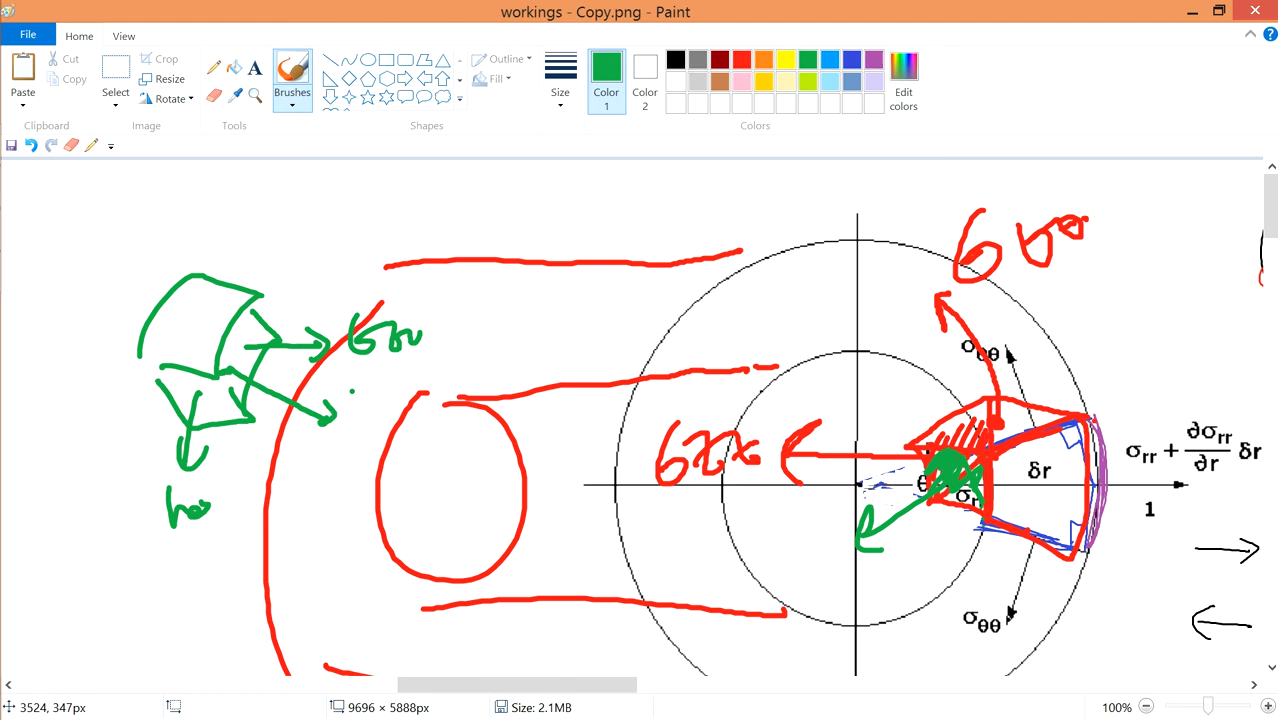 workings - Copy.png - Paint
File
Home
View
Paste
Cut
Copy
Clipboard
Select
Crop
Resize
Rotate
Image
A
Tools
Brushes
Shapes
Outline
Fill
Size
Color 1
Color 2
Edit colors
Colors
σθθ
σrr + ∂σrr/∂r δr
δr
θ
σr
1
σθθ
3524, 347px
9696 × 5888px
Size: 2.1MB
100%